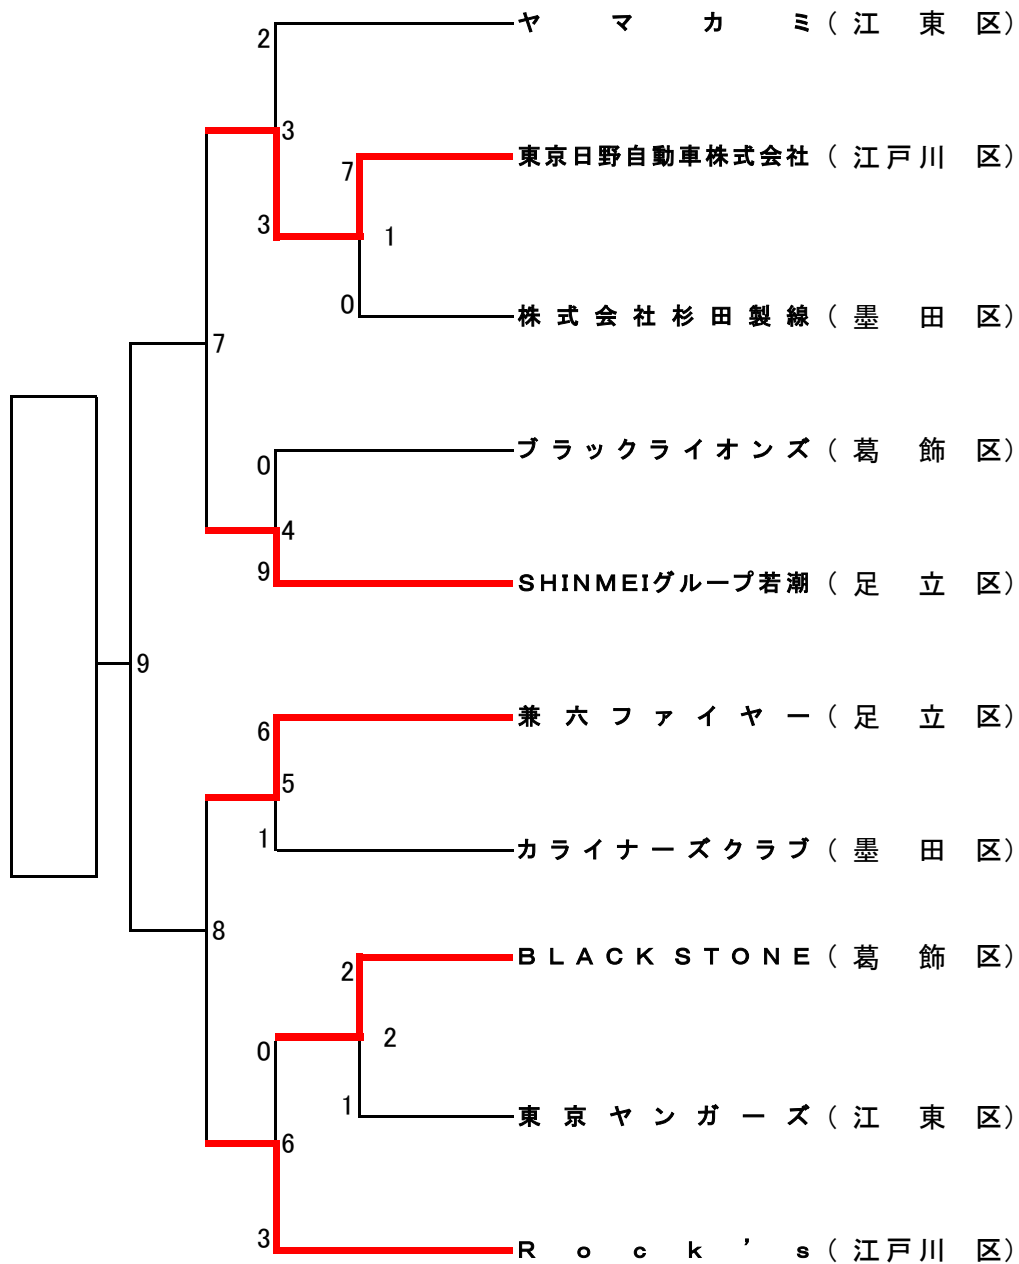 2
ヤマカミ(江東区)
3
7
東京日野自動車株式会社(江戸川区)
3
1
0
株式会社杉田製線(墨田区)
7
0
ブラックライオンズ(葛飾区)
4
9
SHINMEIグループ若潮(足立区)
9
6
兼六ファイヤー(足立区)
5
1
カライナーズクラブ(墨田区)
8
2
BLACK STONE(葛飾区)
0
2
1
東京ヤンガーズ(江東区)
6
3
Rock’s(江戸川区)